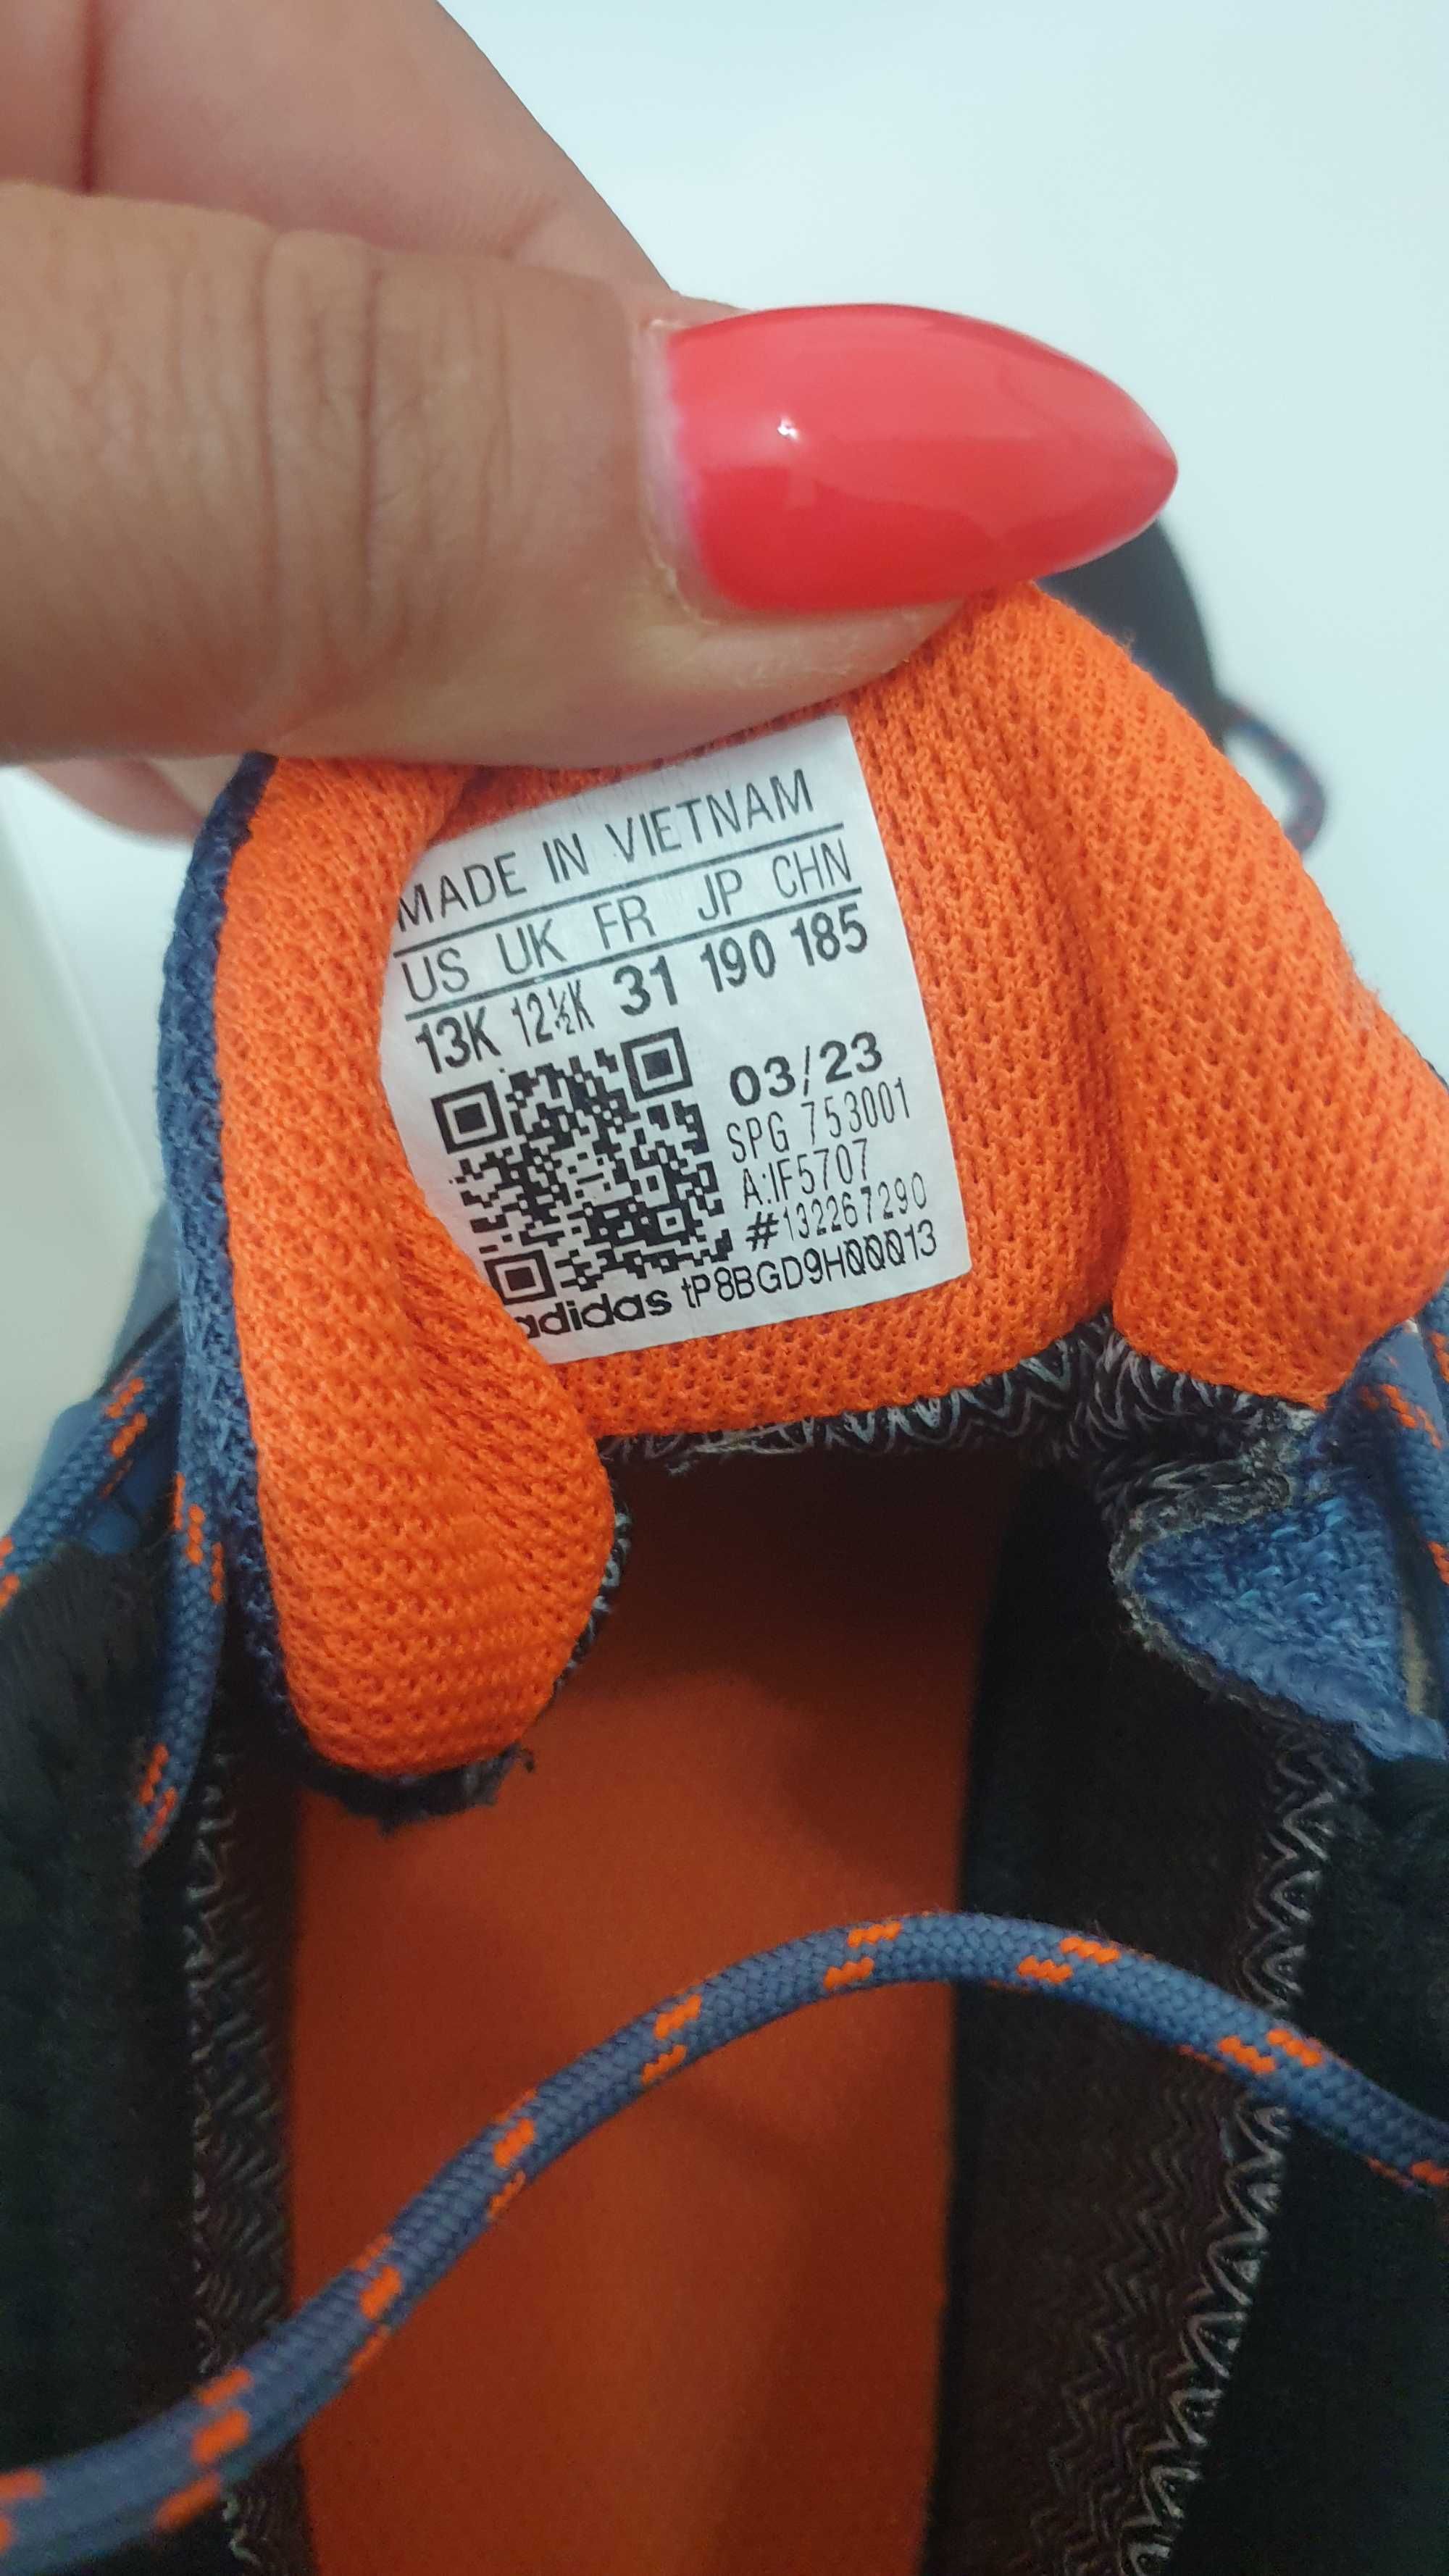 MADE IN VIETNAM
US UK FR JP CHN
13K 12½K 31 190 185
03/23
SPG 753001
A:IF5707
#132267290
adidas tP8BGD9HQQQ13